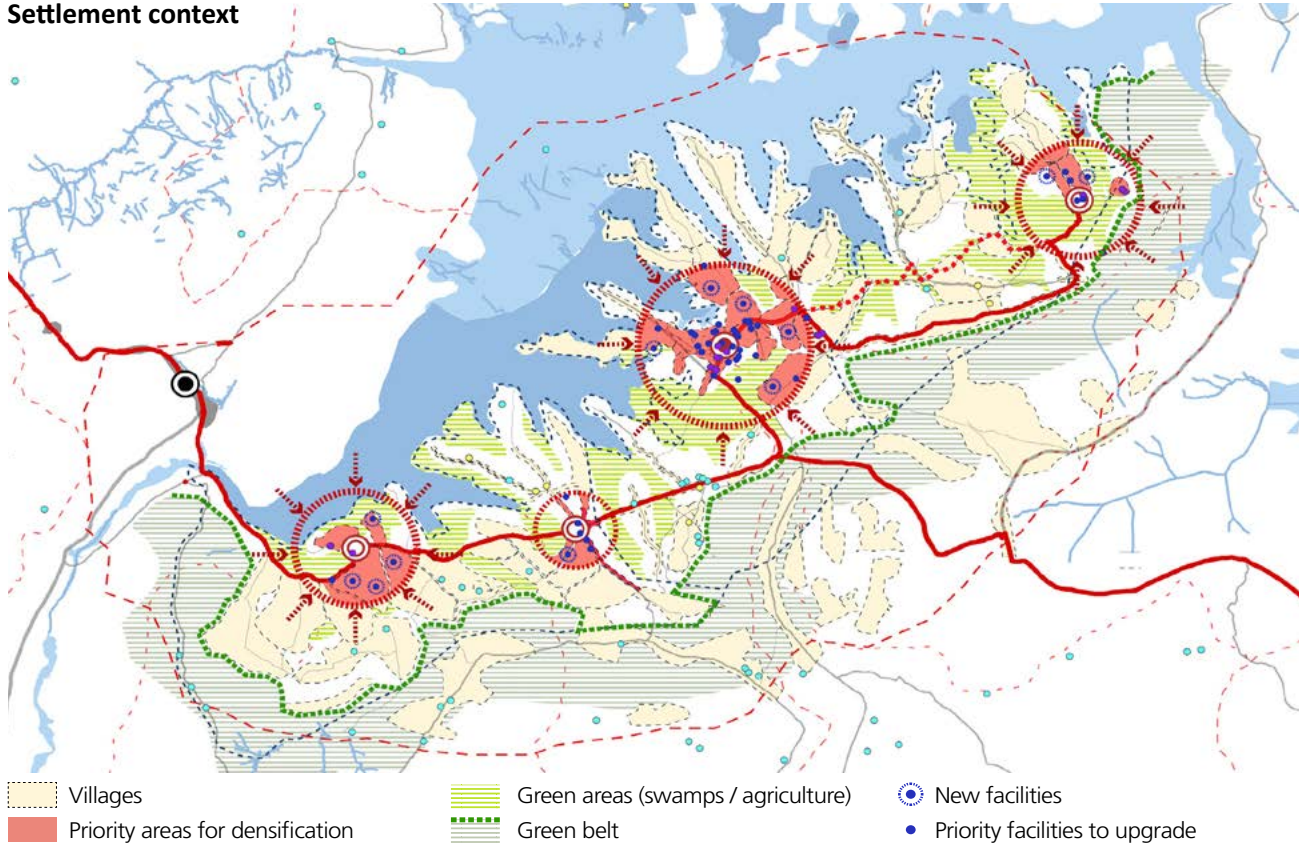 Settlement context
Villages
Priority areas for densification
Green areas (swamps / agriculture)
Green belt
New facilities
Priority facilities to upgrade